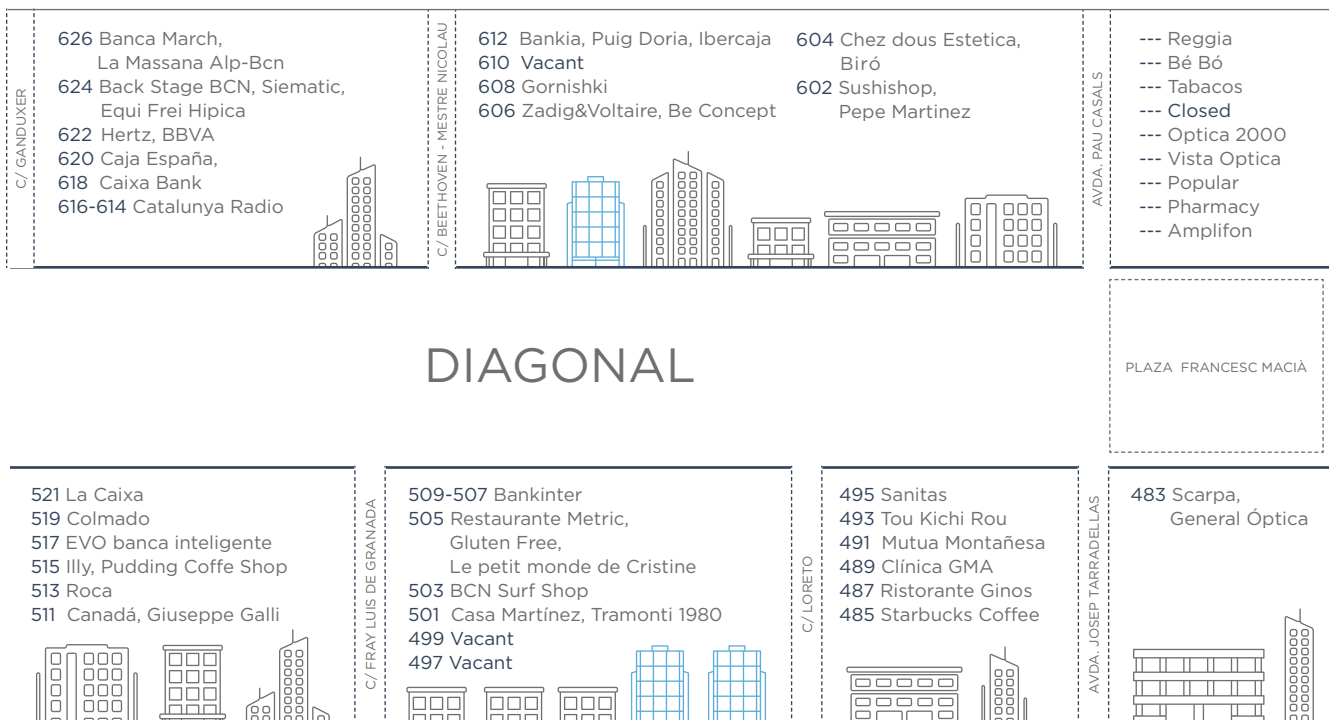 C/ GANDUXER
626 Banca March,
La Massana Alp-Bcn
624 Back Stage BCN, Siematic,
Equi Frei Hipica
622 Hertz, BBVA
620 Caja España,
618 Caixa Bank
616-614 Catalunya Radio
C/ BEETHOVEN - MESTRE NICOLAU
612 Bankia, Puig Doria, Ibercaja
610 Vacant
608 Gornishki
606 Zadig&Voltaire, Be Concept
604 Chez dous Estetica,
Biró
602 Sushishop,
Pepe Martinez
AVDA. PAU CASALS
--- Reggia
--- Bé Bó
--- Tabacos
--- Closed
--- Optica 2000
--- Vista Optica
--- Popular
--- Pharmacy
--- Amplifon
DIAGONAL
PLAZA FRANCESC MACIÀ
521 La Caixa
519 Colmado
517 EVO banca inteligente
515 Illy, Pudding Coffe Shop
513 Roca
511 Canadá, Giuseppe Galli
C/ FRAY LUIS DE GRANADA
509-507 Bankinter
505 Restaurante Metric,
Gluten Free,
Le petit monde de Cristine
503 BCN Surf Shop
501 Casa Martínez, Tramonti 1980
499 Vacant
497 Vacant
C/ LORETO
495 Sanitas
493 Tou Kichi Rou
491 Mutua Montañesa
489 Clínica GMA
487 Ristorante Ginos
485 Starbucks Coffee
AVDA. JOSEP TARRADELLAS
483 Scarpa,
General Óptica